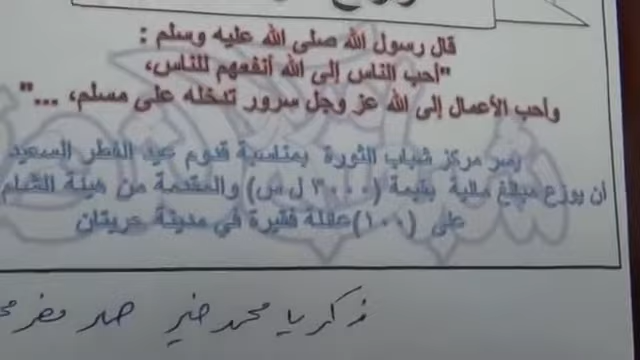 قال رسول الله صلى الله عليه وسلم :
"أحب الناس إلى الله أنفعهم للناس،
وأحب الأعمال إلى الله عز وجل سرور تدخله على مسلم، ..."
يسر مركز شباب الثورة بمناسبة قدوم عيد الفطر السعيد
أن يوزع مبالغ مالية بقيمة (٣٠٠٠ ل س) والمقدمة من هيئة الشام
على (١٠٠) عائلة فقيرة في مدينة حريتان
زكريا محمد خير